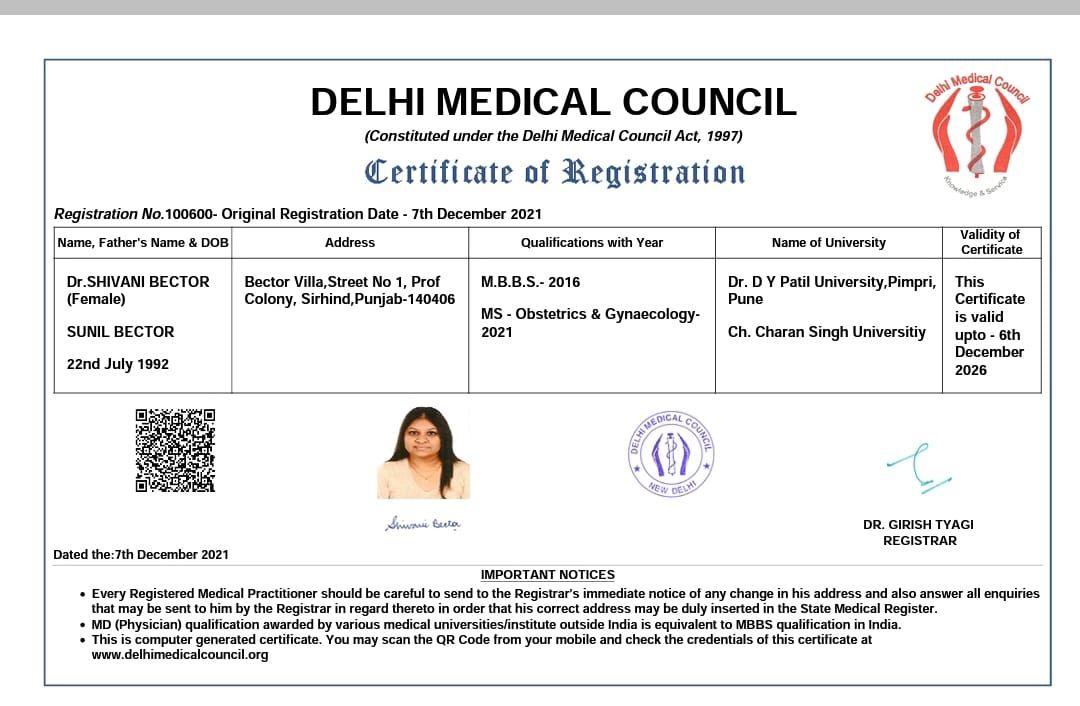 DELHI MEDICAL COUNCIL
(Constituted under the Delhi Medical Council Act, 1997)
Certificate of Registration
Delhi Medical Council
Knowledge & Service
Registration No.100600- Original Registration Date - 7th December 2021
Name, Father's Name & DOB
Address
Qualifications with Year
Name of University
Validity of
Certificate
Dr.SHIVANI BECTOR
(Female)
SUNIL BECTOR
22nd July 1992
Bector Villa,Street No 1, Prof
Colony, Sirhind,Punjab-140406
M.B.B.S.- 2016
MS - Obstetrics & Gynaecology-
2021
Dr. D Y Patil University,Pimpri,
Pune
Ch. Charan Singh Universitiy
This
Certificate
is valid
upto - 6th
December
2026
DELHI MEDICAL COUNCIL
NEW DELHI
Shivani Bector
DR. GIRISH TYAGI
REGISTRAR
Dated the:7th December 2021
IMPORTANT NOTICES
• Every Registered Medical Practitioner should be careful to send to the Registrar's immediate notice of any change in his address and also answer all enquiries
that may be sent to him by the Registrar in regard thereto in order that his correct address may be duly inserted in the State Medical Register.
• MD (Physician) qualification awarded by various medical universities/institute outside India is equivalent to MBBS qualification in India.
• This is computer generated certificate. You may scan the QR Code from your mobile and check the credentials of this certificate at
www.delhimedicalcouncil.org